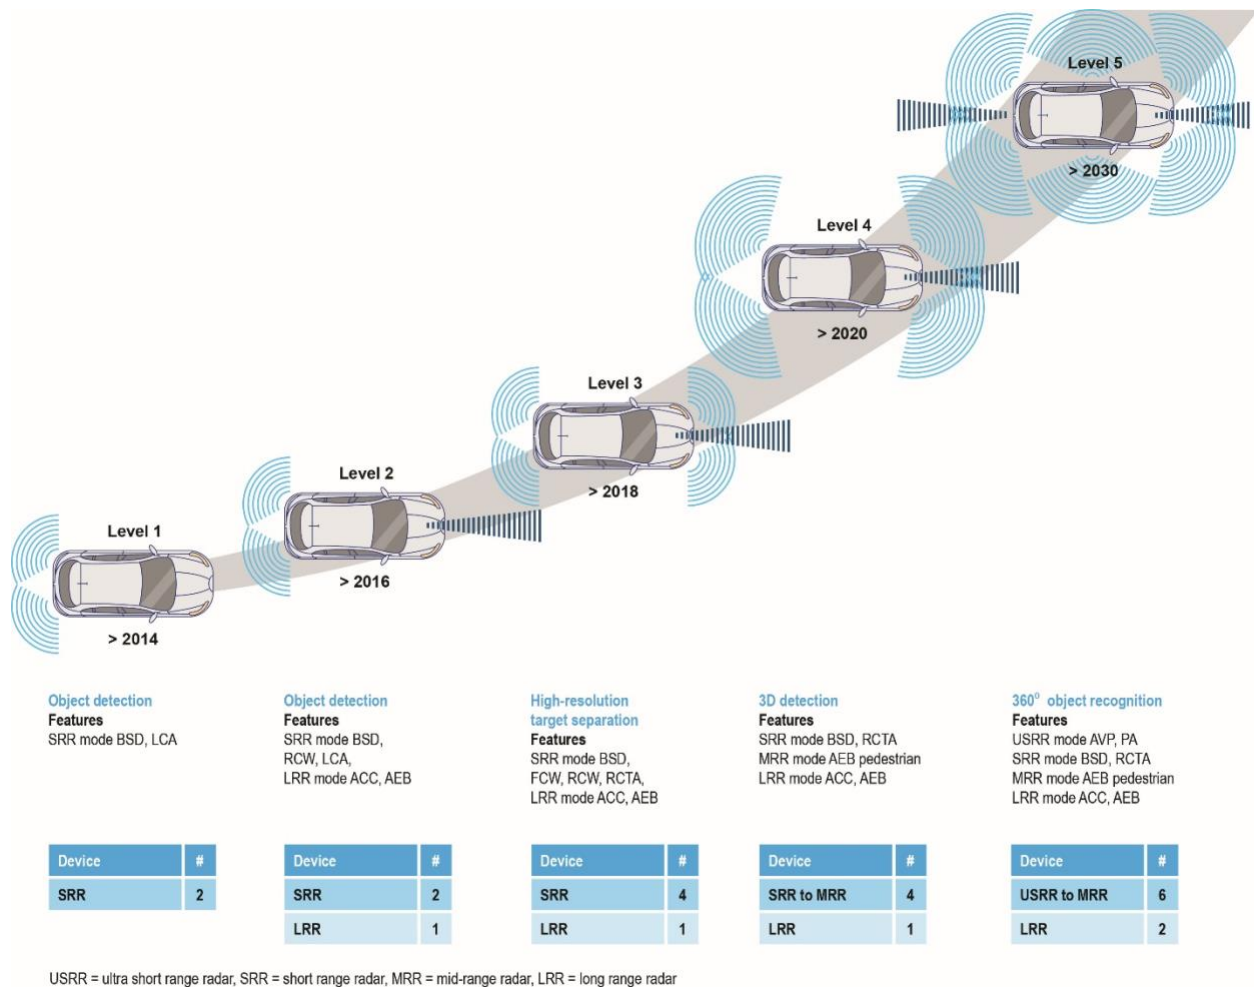 Level 5
> 2030
Level 4
> 2020
Level 3
> 2018
Level 2
> 2016
Level 1
> 2014
Object detection
Features
SRR mode BSD, LCA
Device #
SRR 2
Object detection
Features
SRR mode BSD,
RCW, LCA,
LRR mode ACC, AEB
Device #
SRR 2
LRR 1
High-resolution
target separation
Features
SRR mode BSD,
FCW, RCW, RCTA,
LRR mode ACC, AEB
Device #
SRR 4
LRR 1
3D detection
Features
SRR mode BSD, RCTA
MRR mode AEB pedestrian
LRR mode ACC, AEB
Device #
SRR to MRR 4
LRR 1
360° object recognition
Features
USRR mode AVP, PA
SRR mode BSD, RCTA
MRR mode AEB pedestrian
LRR mode ACC, AEB
Device #
USRR to MRR 6
LRR 2
USRR = ultra short range radar, SRR = short range radar, MRR = mid-range radar, LRR = long range radar